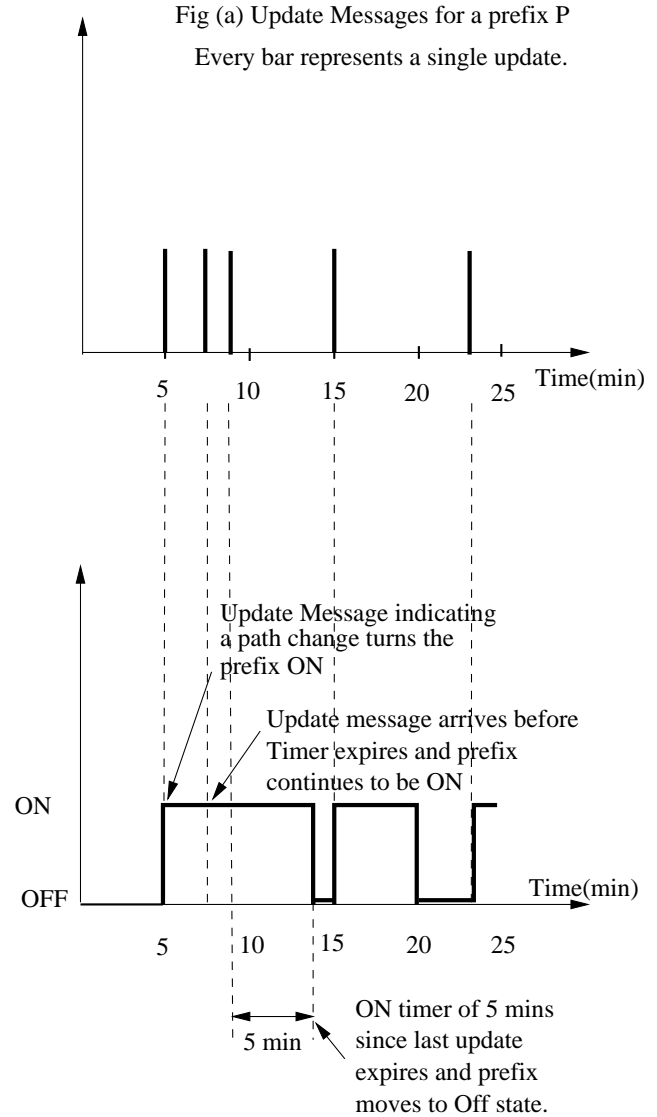 Fig (a) Update Messages for a prefix P
Every bar represents a single update.
5 10 15 20 25
Time(min)
Update Message indicating
a path change turns the
prefix ON
Update message arrives before
Timer expires and prefix
continues to be ON
ON
OFF
Time(min)
5 10 15 20 25
5 min
ON timer of 5 mins
since last update
expires and prefix
moves to Off state.